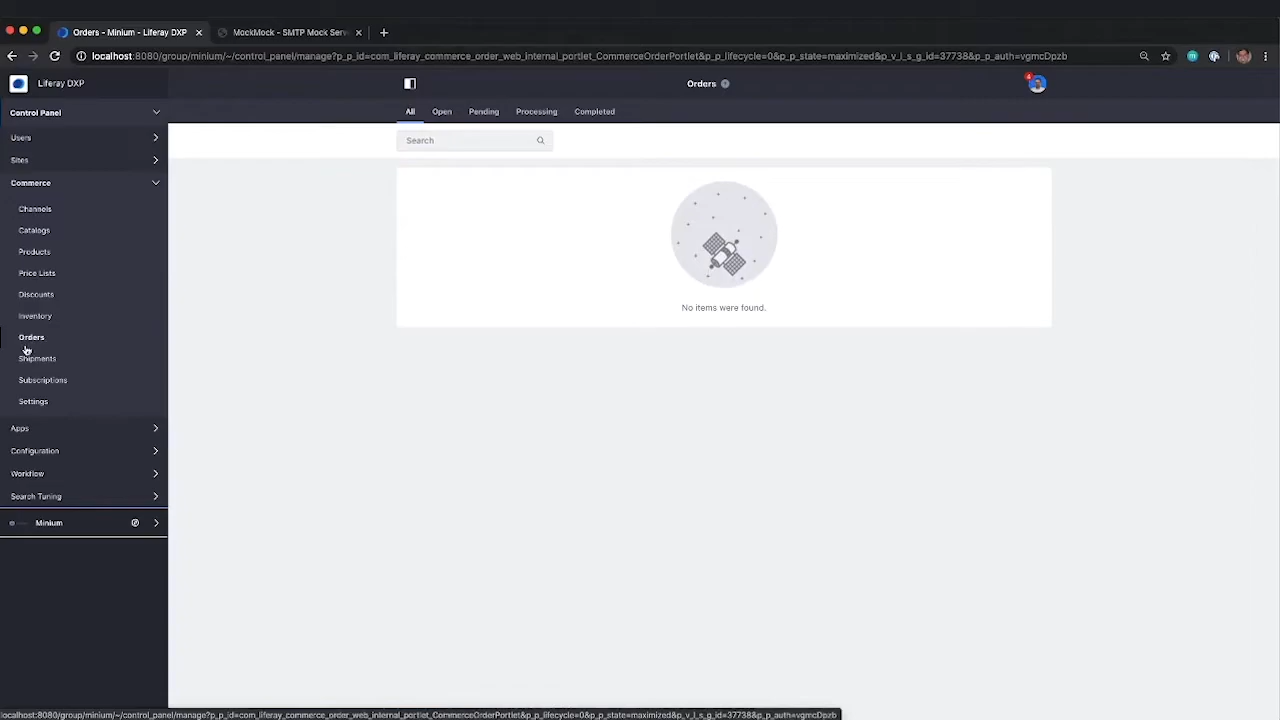 Orders - Minium - Liferay DXP
MockMock - SMTP Mock Serv
localhost:8080/group/minium/~/control_panel/manage?p_p_id=com_liferay_commerce_order_web_internal_portlet_CommerceOrderPortlet&p_p_lifecycle=0&p_p_state=maximized&p_v_l_s_g_id=37738&p_p_auth=vgmcDpzb
Liferay DXP
Orders
4
Control Panel
All Open Pending Processing Completed
Users
Search
Sites
Commerce
Channels
Catalogs
Products
Price Lists
Discounts
Inventory
No items were found.
Orders
Shipments
Subscriptions
Settings
Apps
Configuration
Workflow
Search Tuning
Minium
localhost:8080/group/minium/~/control_panel/manage?p_p_id=com_liferay_commerce_order_web_internal_portlet_CommerceOrderPortlet&p_p_lifecycle=0&p_p_state=maximized&p_v_l_s_g_id=37738&p_p_auth=vgmcDpzb